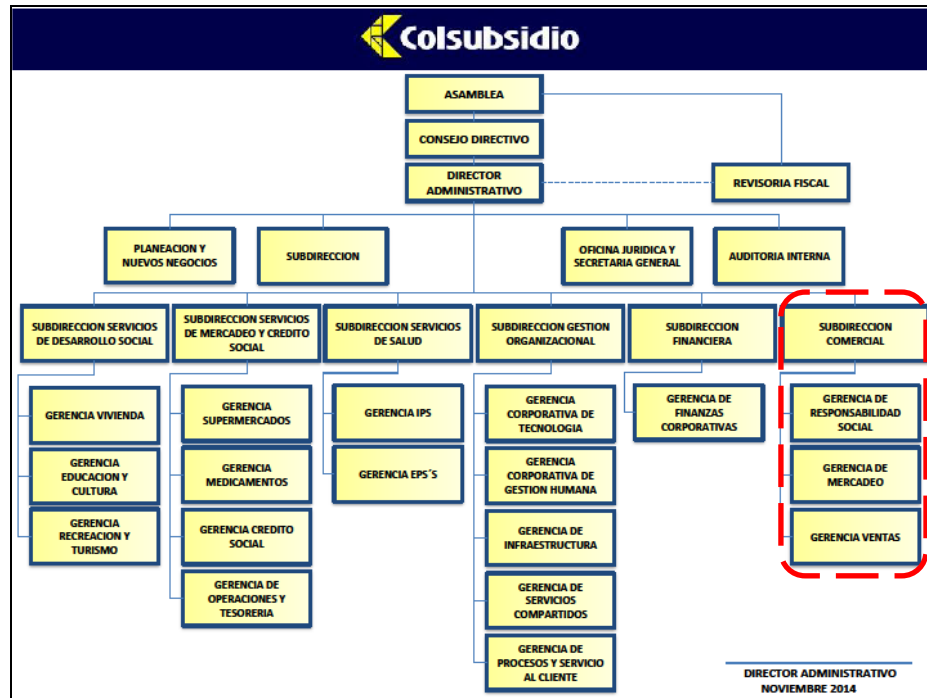 Colsubsidio
ASAMBLEA
CONSEJO DIRECTIVO
DIRECTOR
ADMINISTRATIVO
REVISORIA FISCAL
PLANEACION Y
NUEVOS NEGOCIOS
SUBDIRECCION
OFICINA JURIDICA Y
SECRETARIA GENERAL
AUDITORIA INTERNA
SUBDIRECCION SERVICIOS
DE DESARROLLO SOCIAL
SUBDIRECCION SERVICIOS
DE MERCADEO Y CREDITO
SOCIAL
SUBDIRECCION SERVICIOS
DE SALUD
SUBDIRECCION GESTION
ORGANIZACIONAL
SUBDIRECCION
FINANCIERA
SUBDIRECCION
COMERCIAL
GERENCIA VIVIENDA
GERENCIA
EDUCACION Y
CULTURA
GERENCIA
RECREACION Y
TURISMO
GERENCIA
SUPERMERCADOS
GERENCIA
MEDICAMENTOS
GERENCIA CREDITO
SOCIAL
GERENCIA DE
OPERACIONES Y
TESORERIA
GERENCIA IPS
GERENCIA EPS´S
GERENCIA
CORPORATIVA DE
TECNOLOGIA
GERENCIA
CORPORATIVA DE
GESTION HUMANA
GERENCIA DE
INFRAESTRUCTURA
GERENCIA DE
SERVICIOS
COMPARTIDOS
GERENCIA DE
PROCESOS Y SERVICIO
AL CLIENTE
GERENCIA DE
FINANZAS
CORPORATIVAS
GERENCIA DE
RESPONSABILIDAD
SOCIAL
GERENCIA DE
MERCADEO
GERENCIA VENTAS
DIRECTOR ADMINISTRATIVO
NOVIEMBRE 2014